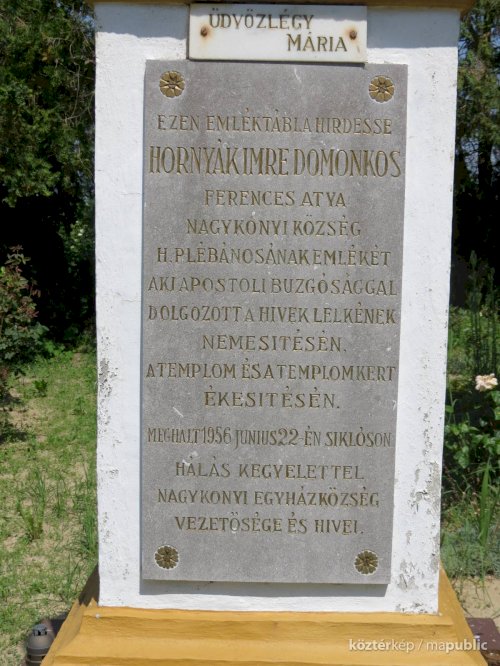 ÜDVÖZLÉGY
MÁRIA
EZEN EMLÉKTÁBLA HIRDESSE
HORNYÁK IMRE DOMONKOS
FERENCES ATYA
NAGYKÓNYI KÖZSÉG
H. PLÉBÁNOSÁNAK EMLÉKÉT
AKI APOSTOLI BUZGÓSÁGGAL
DOLGOZOTT A HIVEK LELKÉNEK
NEMESITÉSÉN.
A TEMPLOM ÉS A TEMPLOMKERT
ÉKESITÉSÉN.
MEGHALT 1956 JUNIUS 22-ÉN SIKLÓSON.
HÁLÁS KEGYELETTEL
NAGYKÓNYI EGYHÁZKÖZSÉG
VEZETŐSÉGE ÉS HIVEI.
köztérkép / mapublic